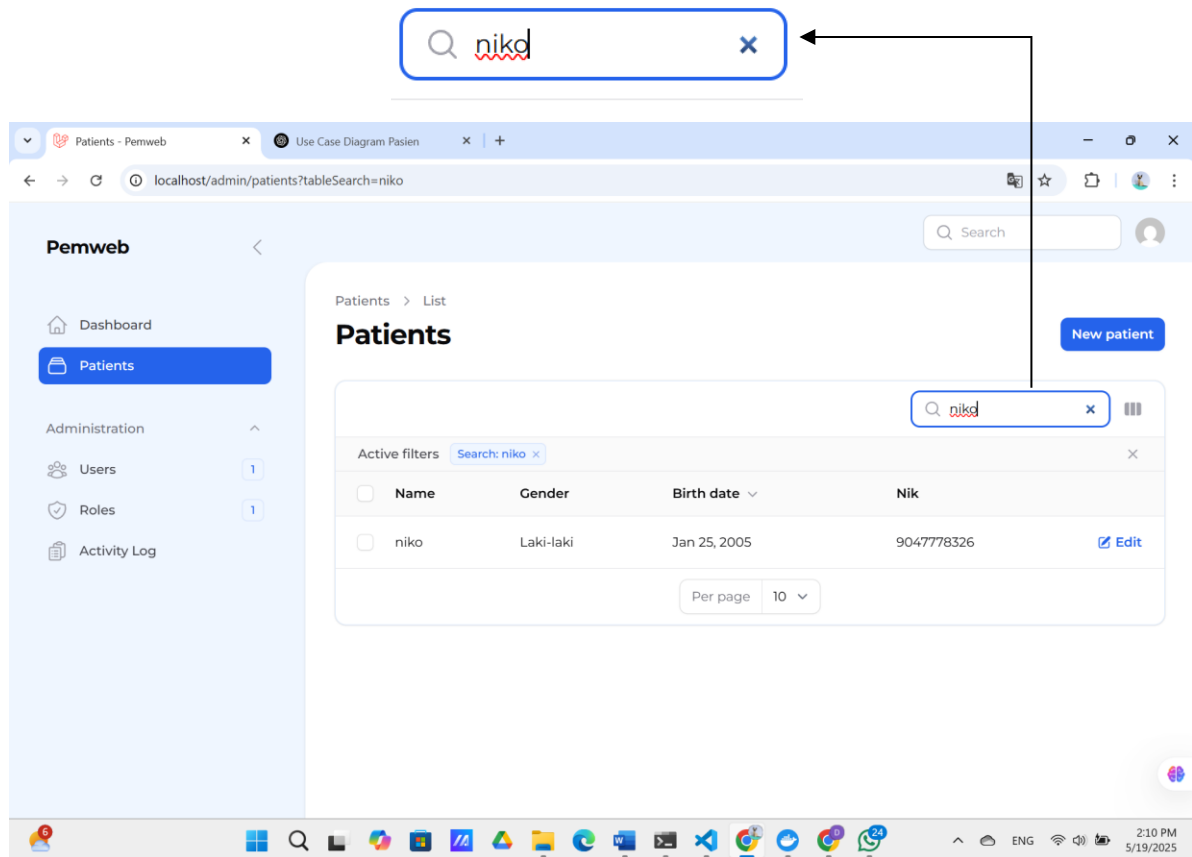 niko
Patients - Pemweb
Use Case Diagram Pasien
localhost/admin/patients?tableSearch=niko
Pemweb
Search
Patients > List
Dashboard
Patients
New patient
Patients
niko
Administration
Active filters Search: niko
Users 1
Name Gender Birth date Nik
Roles 1
niko Laki-laki Jan 25, 2005 9047778326 Edit
Activity Log
Per page 10
6
24
D
ENG
2:10 PM
5/19/2025